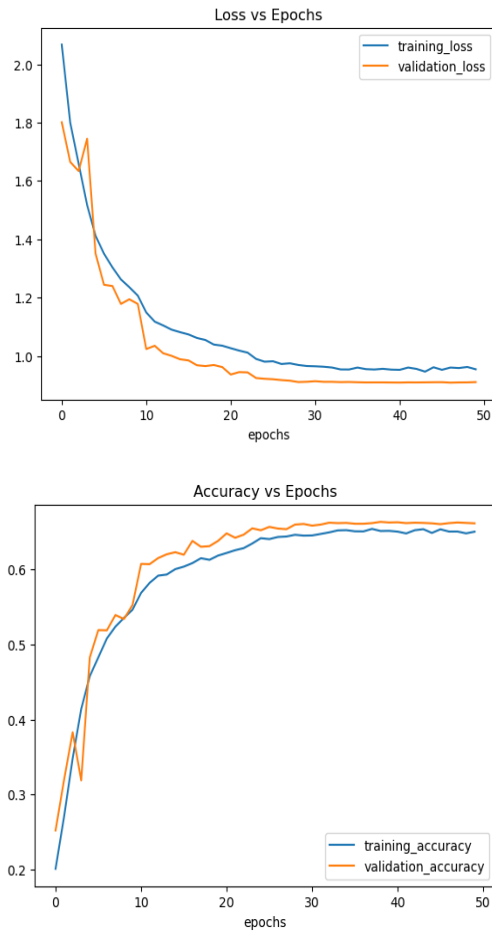 Loss vs Epochs
training_loss
validation_loss
2.0
1.8
1.6
1.4
1.2
1.0
0 10 20 30 40 50
epochs
Accuracy vs Epochs
0.6
0.5
0.4
0.3
0.2
training_accuracy
validation_accuracy
0 10 20 30 40 50
epochs